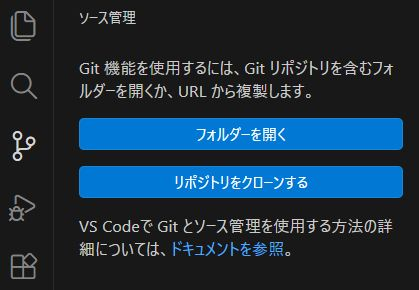 ソース管理
Git 機能を使用するには、Git リポジトリを含むフォ
ルダーを開くか、URL から複製します。
フォルダーを開く
リポジトリをクローンする
VS Codeで Git とソース管理を使用する方法の詳
細については、ドキュメントを参照。